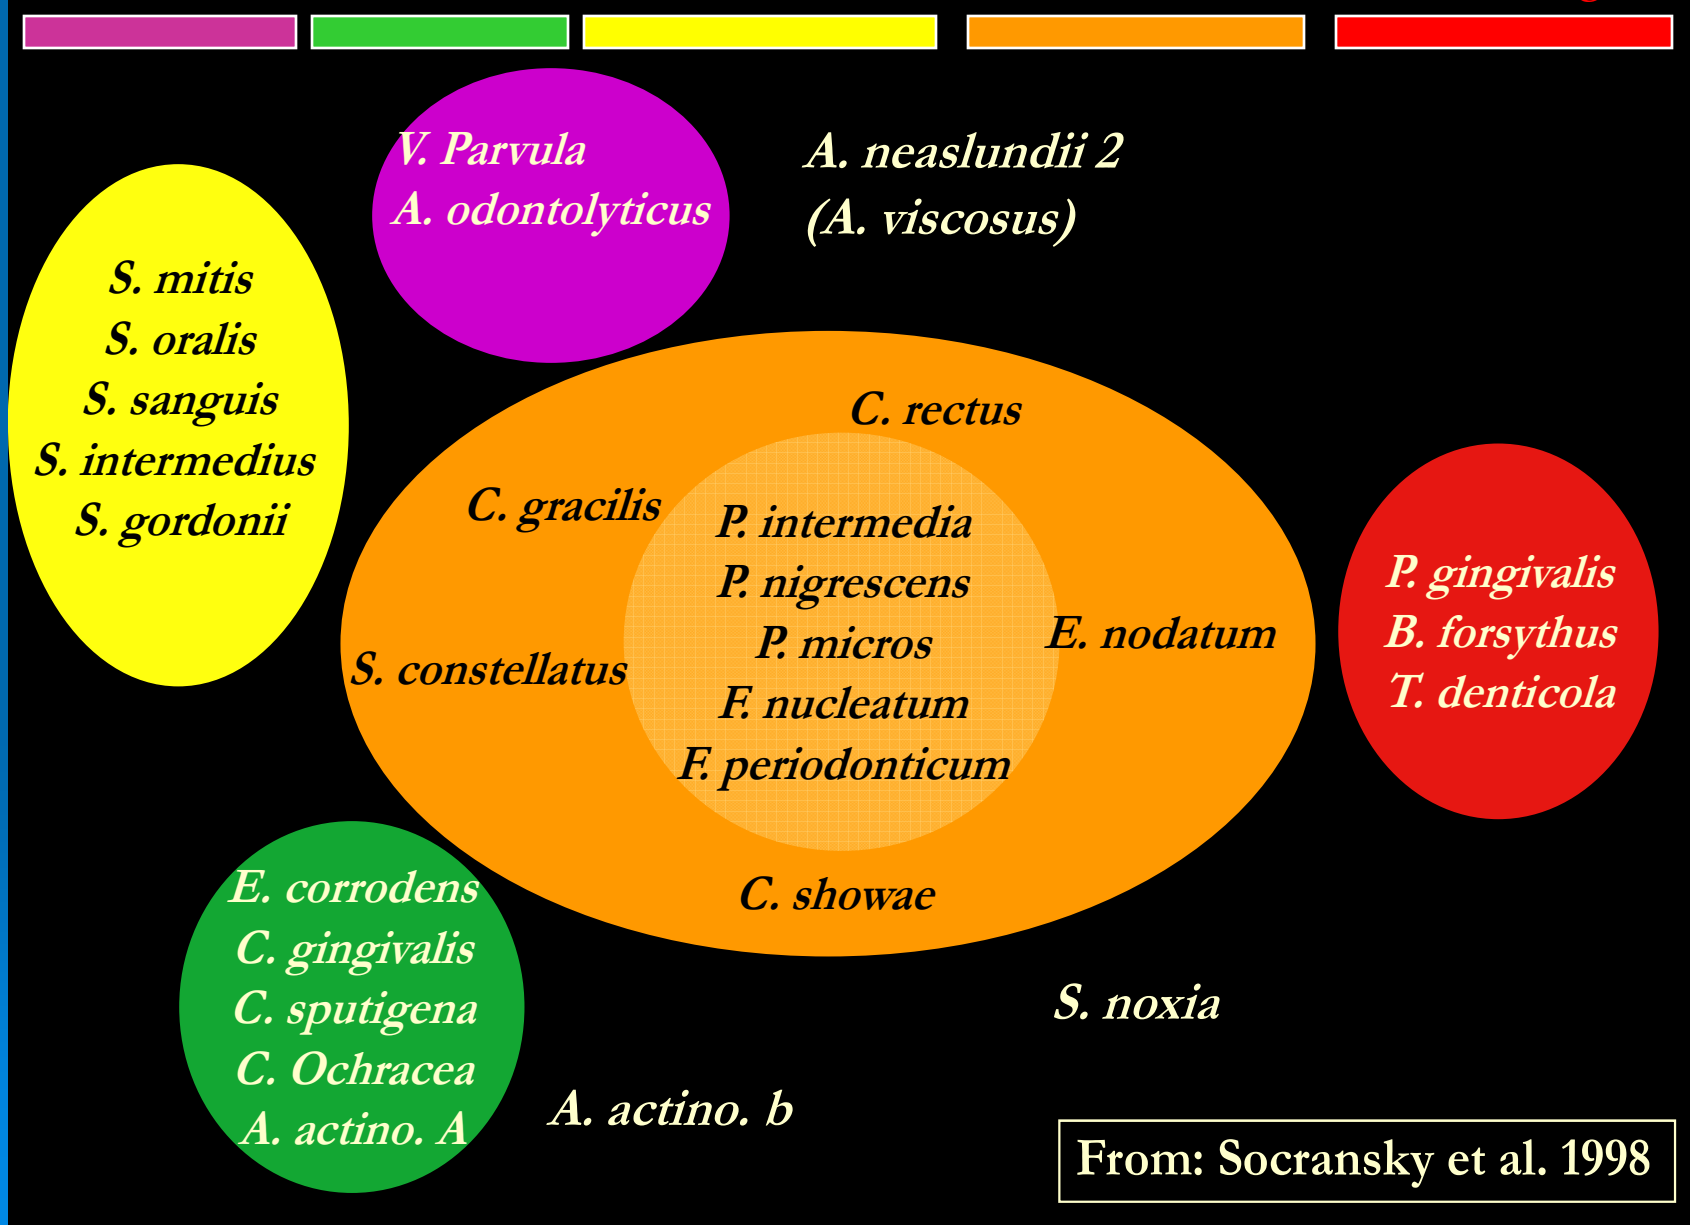 V. Parvula
A. odontolyticus
A. neaslundii 2
(A. viscosus)
S. mitis
S. oralis
S. sanguis
S. intermedius
S. gordonii
C. rectus
C. gracilis
P. intermedia
P. nigrescens
P. micros
F. nucleatum
F. periodonticum
E. nodatum
S. constellatus
C. showae
P. gingivalis
B. forsythus
T. denticola
E. corrodens
C. gingivalis
C. sputigena
C. Ochracea
A. actino. A
A. actino. b
S. noxia
From: Socransky et al. 1998